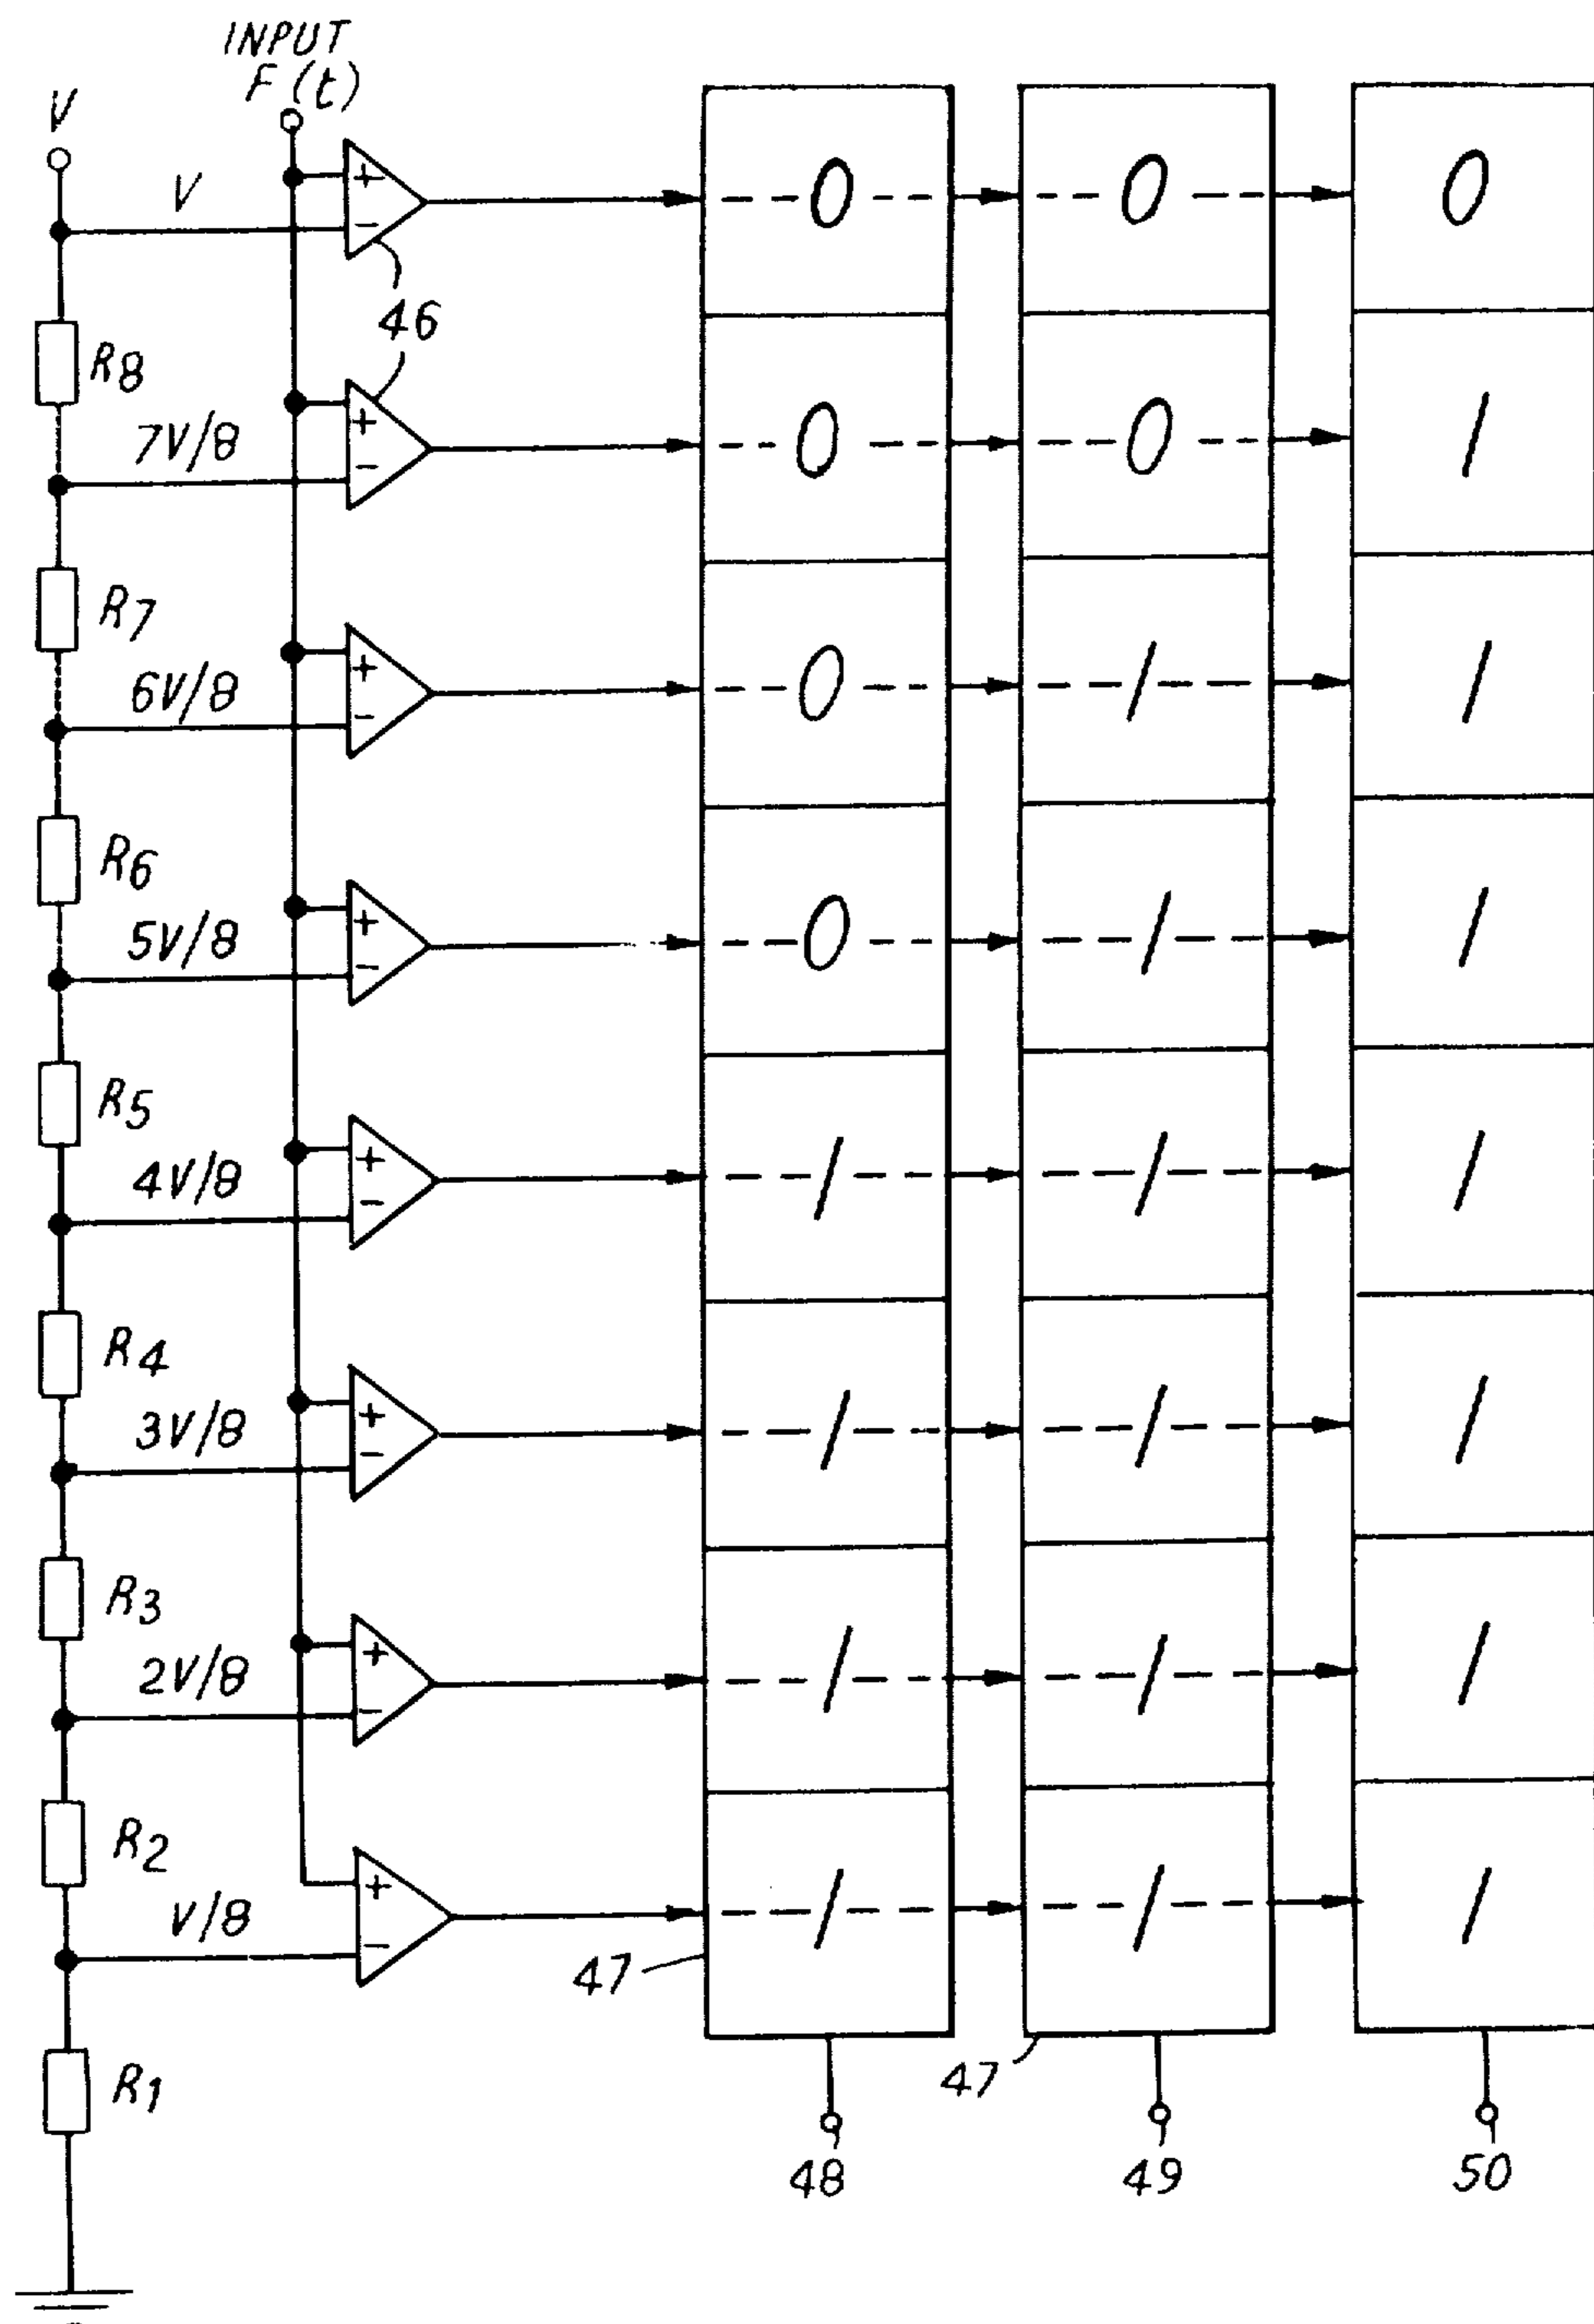 INPUT
F (t)
V
V
+
−
46
0 0 0
R8
7V/8
+
−
0 0 1
R7
6V/8
+
−
0 1 1
R6
5V/8
+
−
0 1 1
R5
4V/8
+
−
1 1 1
R4
3V/8
+
−
1 1 1
R3
2V/8
+
−
1 1 1
R2
V/8
+
−
1 1 1
47
47
R1
48 49 50